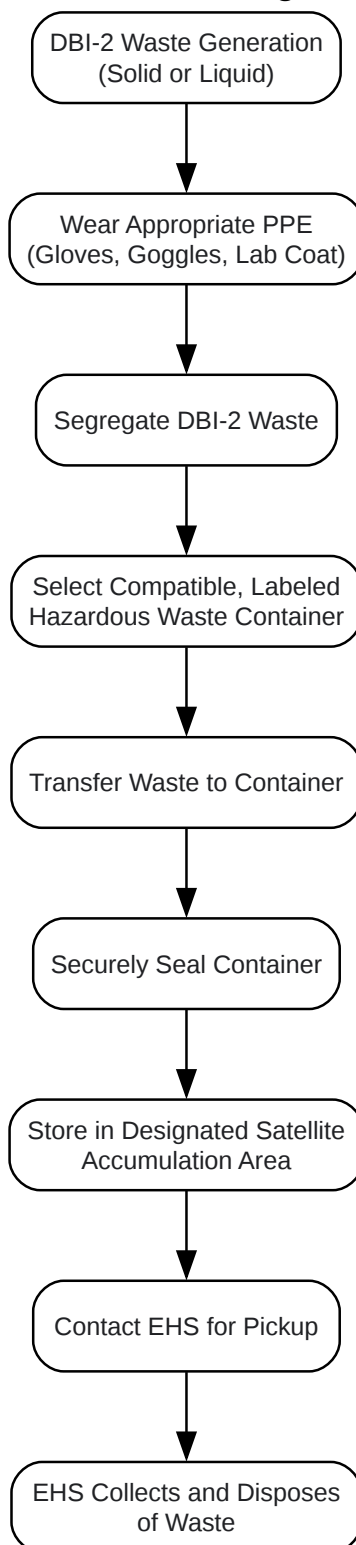 DBI-2 Waste Generation
(Solid or Liquid)
Wear Appropriate PPE
(Gloves, Goggles, Lab Coat)
Segregate DBI-2 Waste
Select Compatible, Labeled
Hazardous Waste Container
Transfer Waste to Container
Securely Seal Container
Store in Designated Satellite
Accumulation Area
Contact EHS for Pickup
EHS Collects and Disposes
of Waste